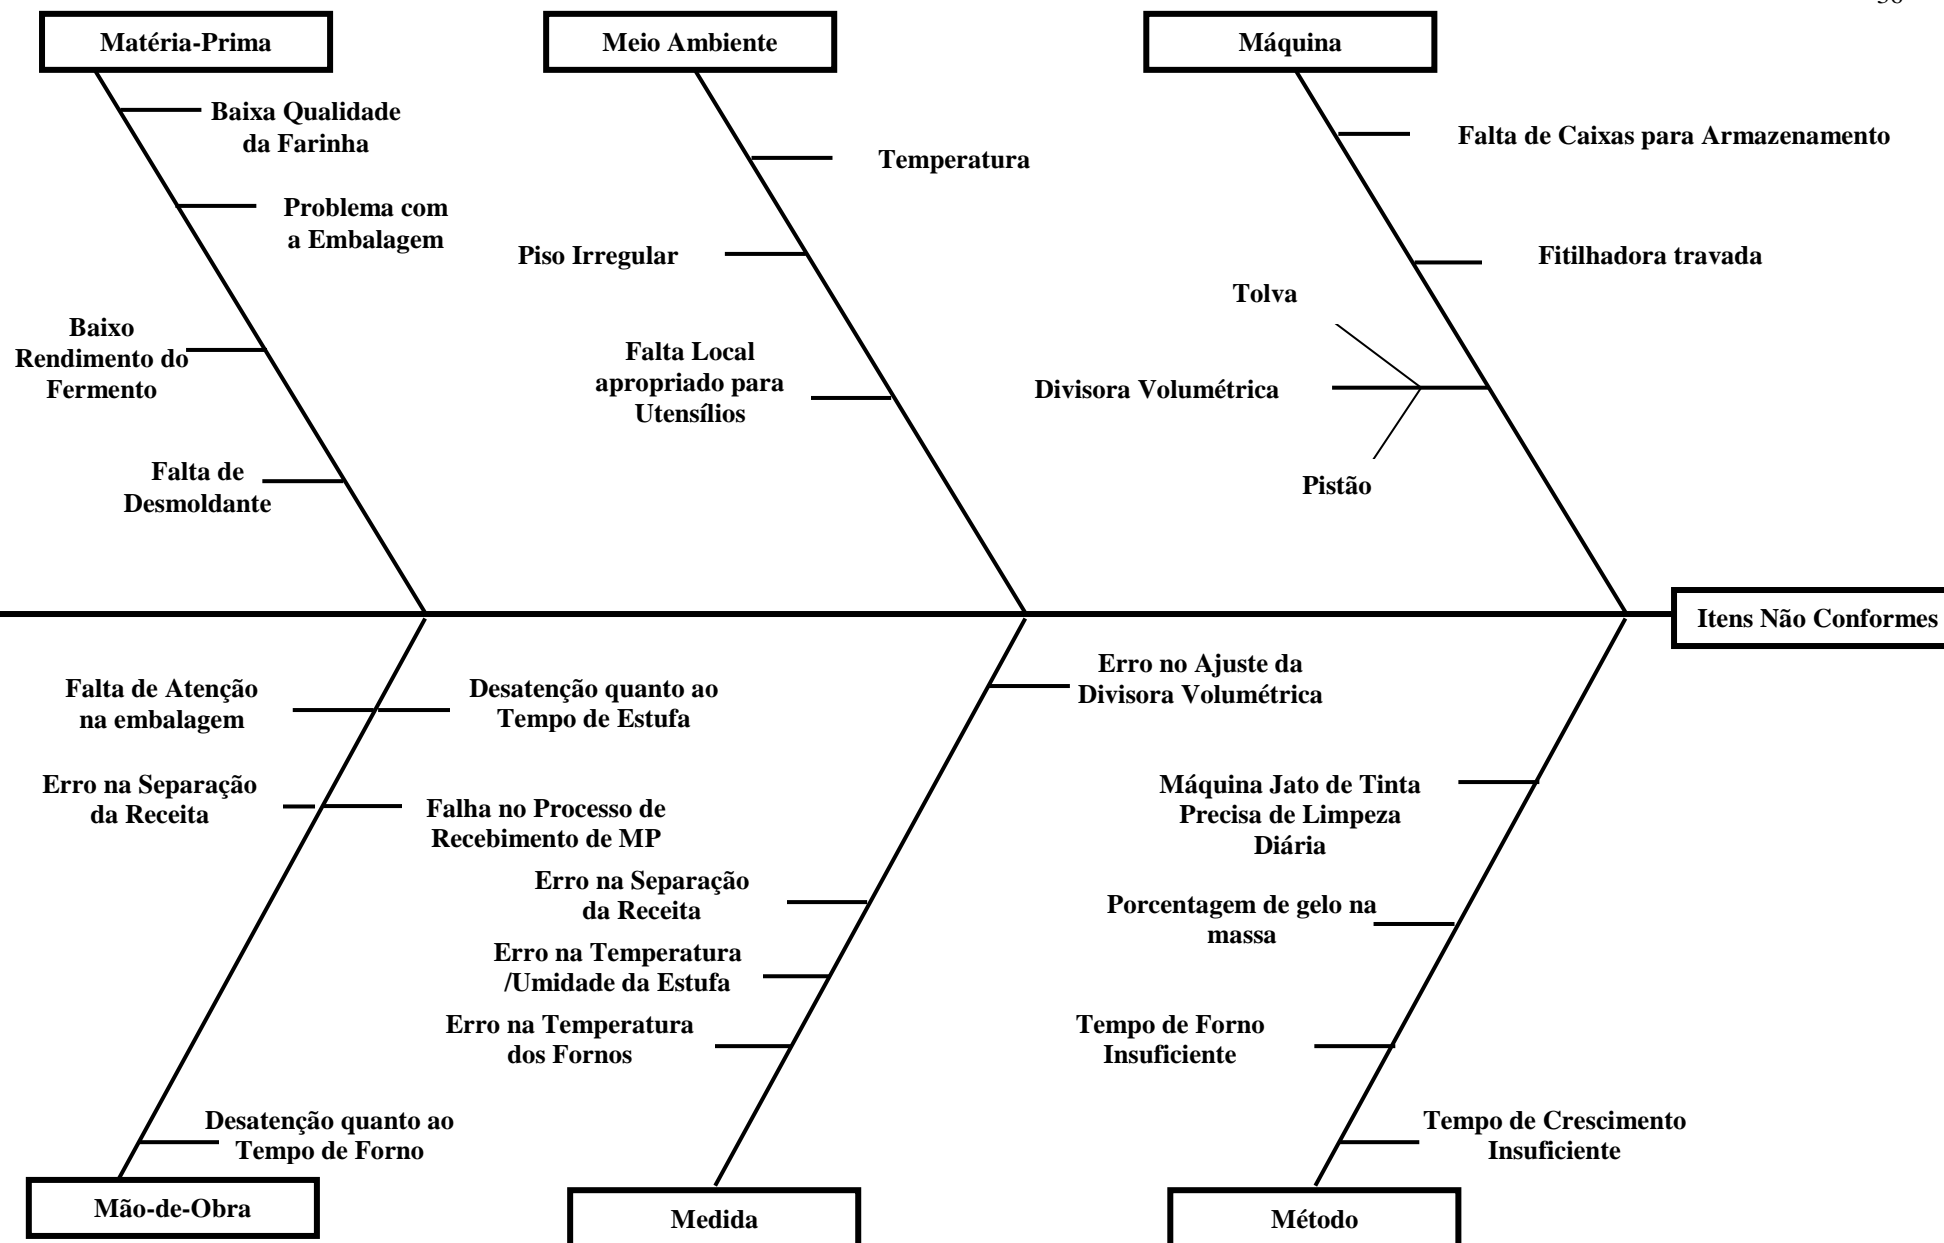 Matéria-Prima
Meio Ambiente
Máquina
Baixa Qualidade
da Farinha
Problema com
a Embalagem
Baixo
Rendimento do
Fermento
Falta de
Desmoldante
Temperatura
Piso Irregular
Falta Local
apropriado para
Utensílios
Falta de Caixas para Armazenamento
Fitilhadora travada
Tolva
Divisora Volumétrica
Pistão
Itens Não Conformes
Falta de Atenção
na embalagem
Desatenção quanto ao
Tempo de Estufa
Erro na Separação
da Receita
Falha no Processo de
Recebimento de MP
Desatenção quanto ao
Tempo de Forno
Erro no Ajuste da
Divisora Volumétrica
Erro na Separação
da Receita
Erro na Temperatura
/Umidade da Estufa
Erro na Temperatura
dos Fornos
Máquina Jato de Tinta
Precisa de Limpeza
Diária
Porcentagem de gelo na
massa
Tempo de Forno
Insuficiente
Tempo de Crescimento
Insuficiente
Mão-de-Obra
Medida
Método